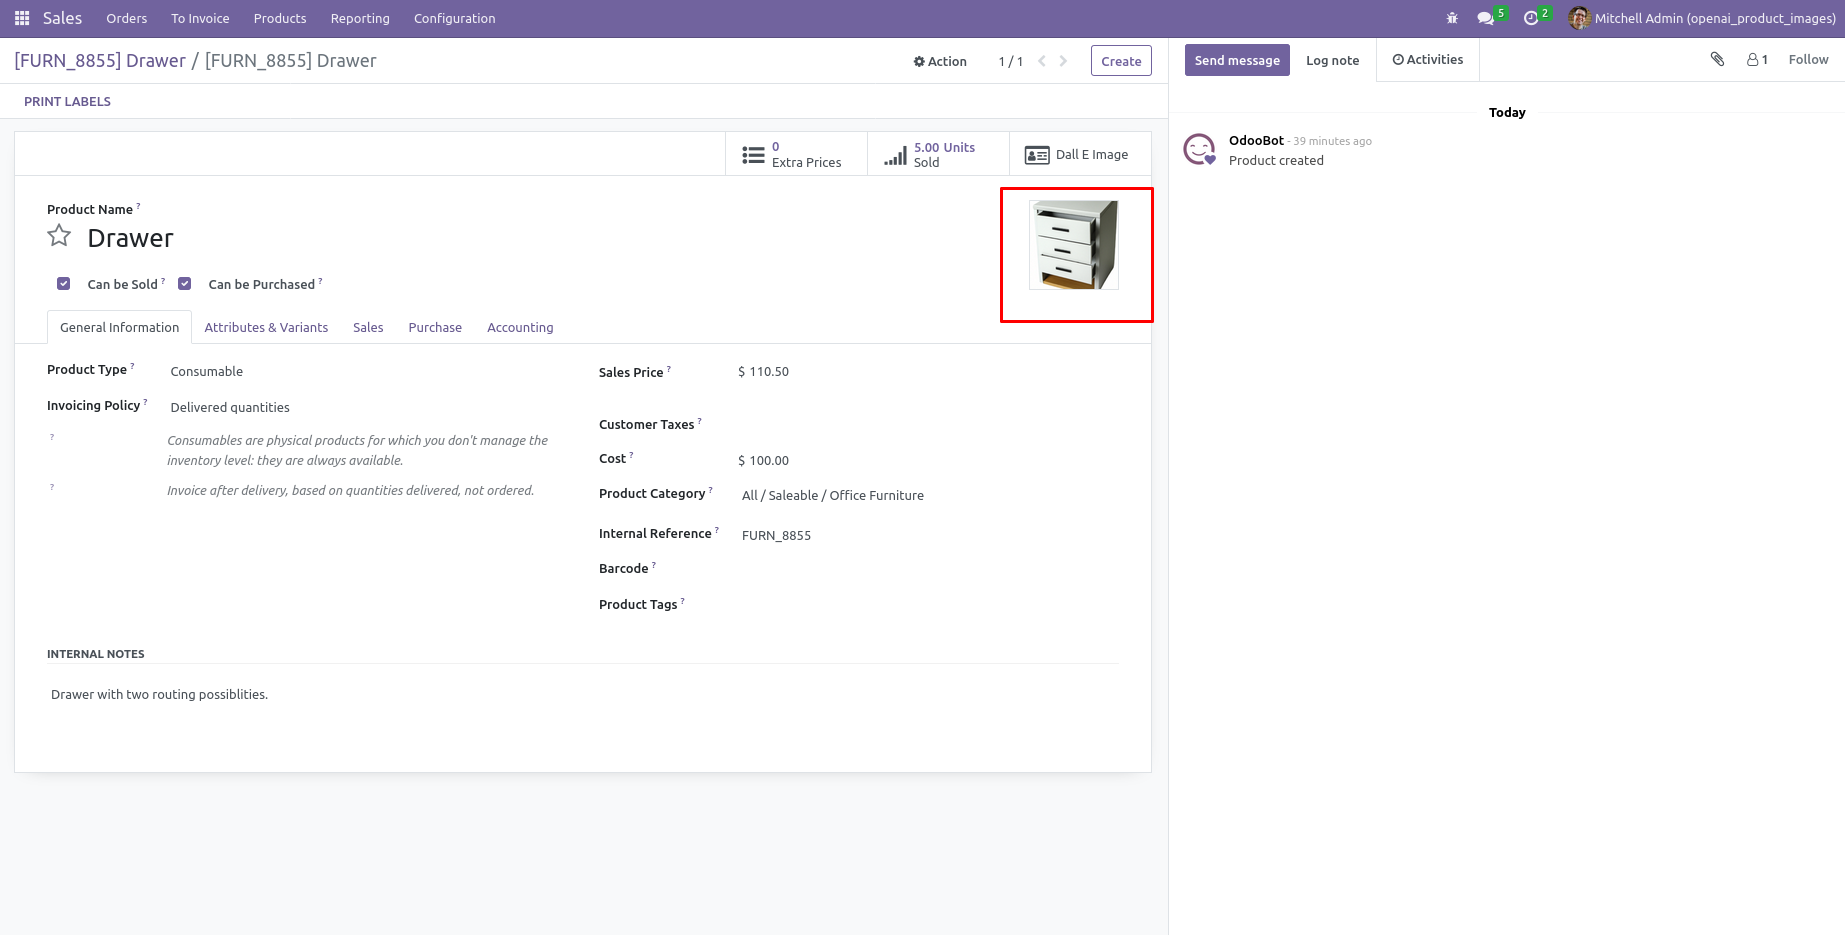 Sales Orders To Invoice Products Reporting Configuration 5 2 Mitchell Admin (openai_product_images)
[FURN_8855] Drawer / [FURN_8855] Drawer Action 1 / 1 Create
Send message Log note Activities 1 Follow
PRINT LABELS
Today
OdooBot - 39 minutes ago
Product created
0
Extra Prices
5.00 Units
Sold
Dall E Image
Product Name ?
Drawer
Can be Sold ? Can be Purchased ?
General Information Attributes & Variants Sales Purchase Accounting
Product Type ? Consumable
Invoicing Policy ? Delivered quantities
? Consumables are physical products for which you don't manage the
inventory level: they are always available.
? Invoice after delivery, based on quantities delivered, not ordered.
Sales Price ? $ 110.50
Customer Taxes ?
Cost ? $ 100.00
Product Category ? All / Saleable / Office Furniture
Internal Reference ? FURN_8855
Barcode ?
Product Tags ?
INTERNAL NOTES
Drawer with two routing possiblities.